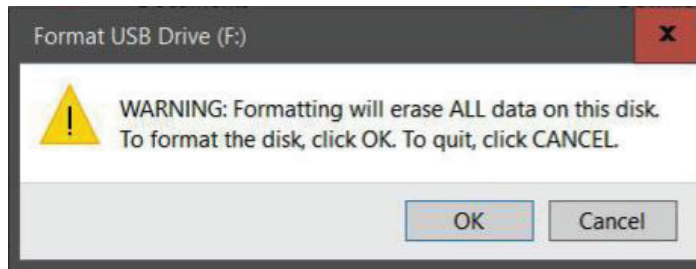 Format USB Drive (F:)
x
WARNING: Formatting will erase ALL data on this disk.
To format the disk, click OK. To quit, click CANCEL.
OK
Cancel